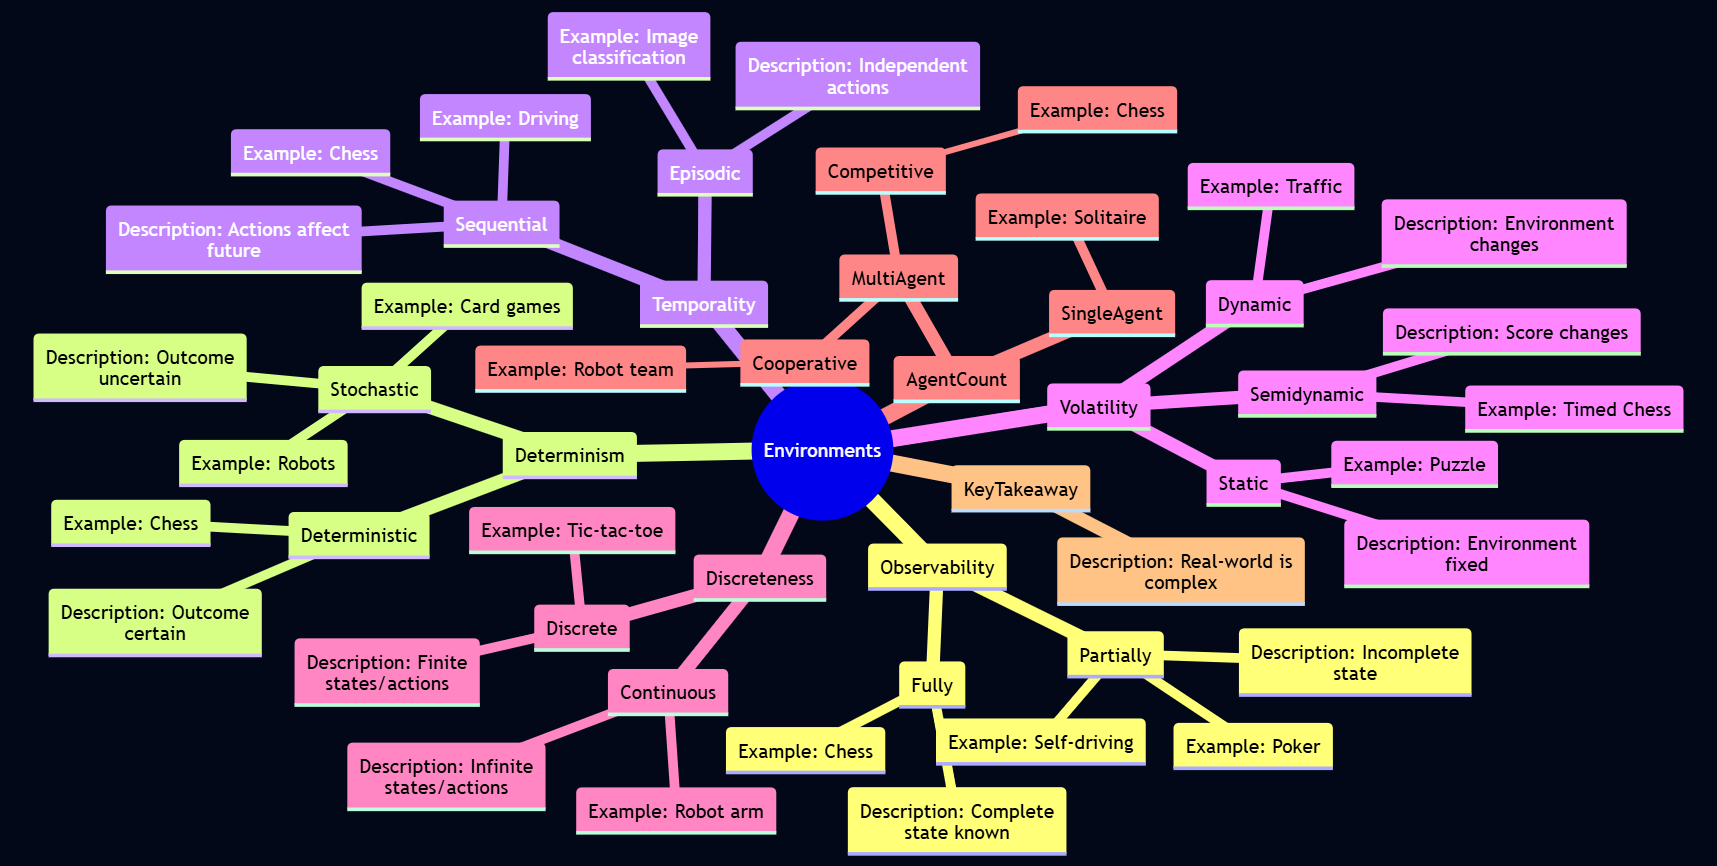 Example: Image
classification
Description: Independent
actions
Example: Driving
Example: Chess
Episodic
Sequential
Description: Actions affect
future
Temporality
Example: Chess
Competitive
Example: Solitaire
MultiAgent
SingleAgent
Cooperative
Example: Robot team
AgentCount
Example: Traffic
Description: Environment
changes
Dynamic
Description: Score changes
Volatility
Semidynamic
Example: Timed Chess
Static
Example: Puzzle
Description: Environment
fixed
Example: Card games
Description: Outcome
uncertain
Stochastic
Example: Robots
Determinism
Example: Chess
Deterministic
Description: Outcome
certain
Environments
KeyTakeaway
Description: Real-world is
complex
Example: Tic-tac-toe
Discreteness
Discrete
Description: Finite
states/actions
Continuous
Description: Infinite
states/actions
Example: Robot arm
Observability
Partially
Description: Incomplete
state
Fully
Example: Chess
Example: Self-driving
Example: Poker
Description: Complete
state known